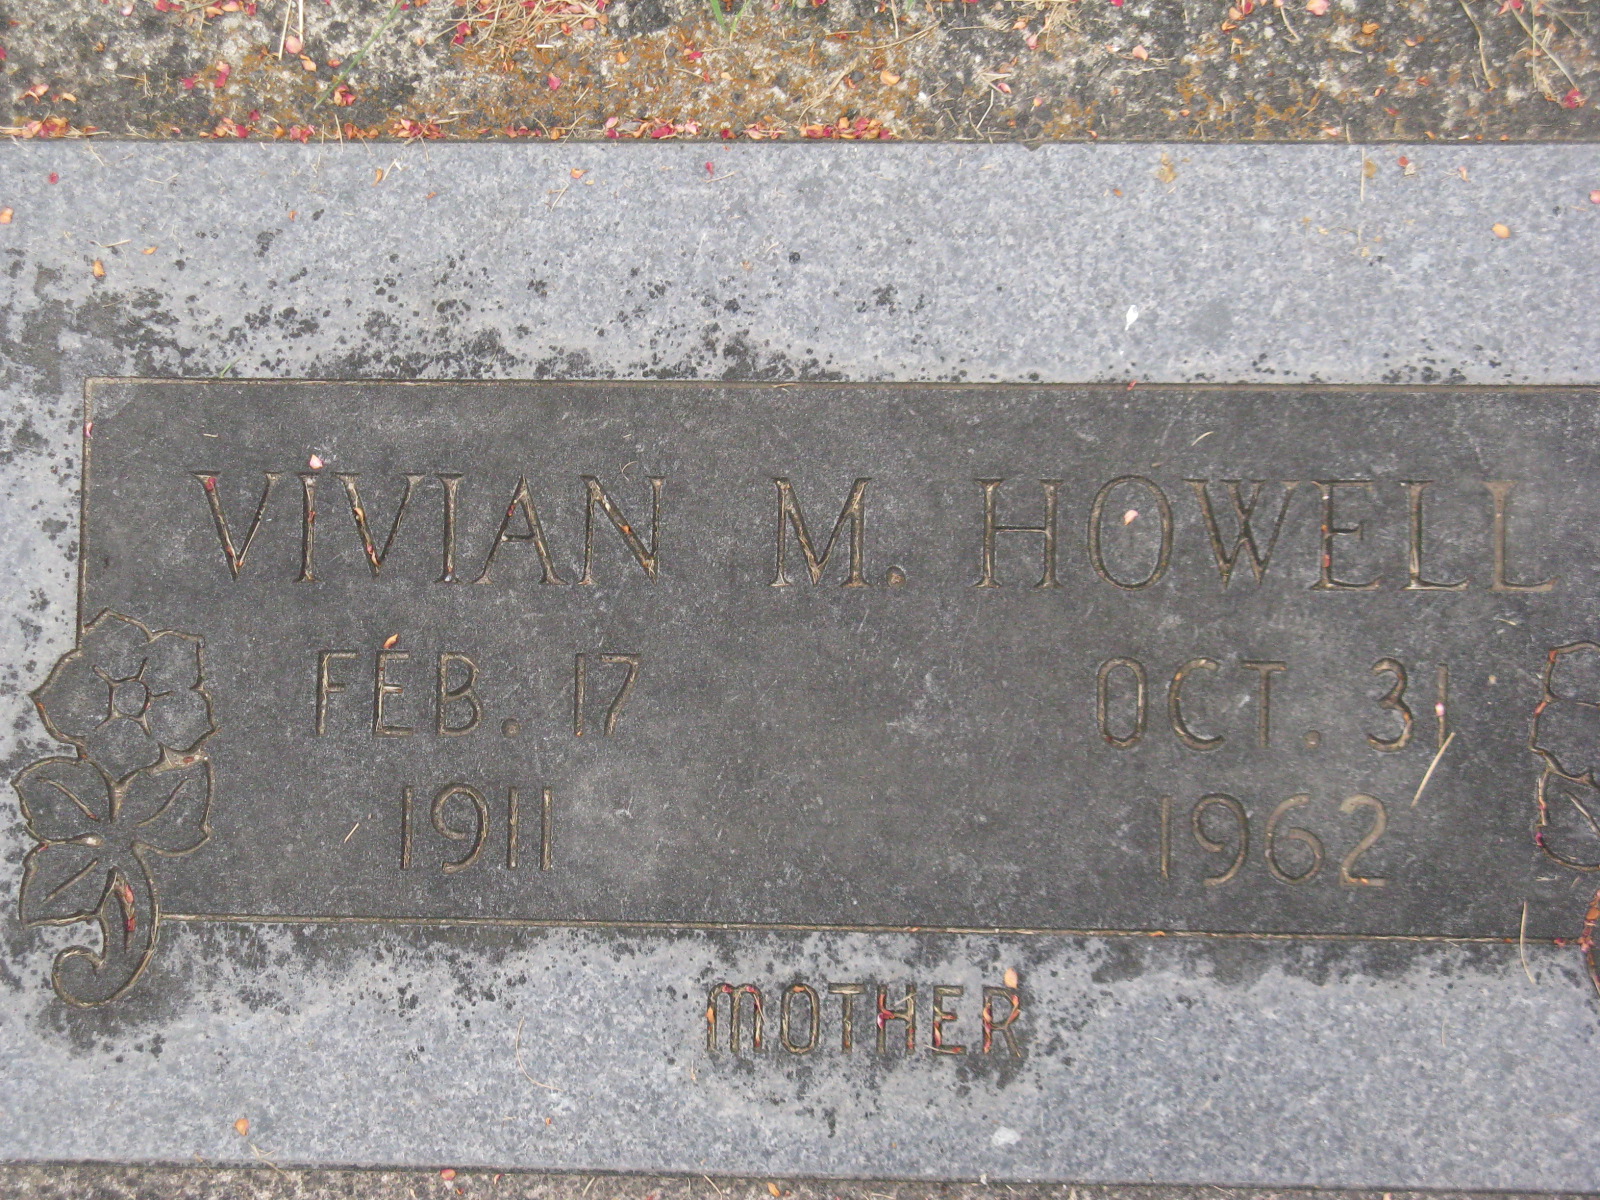 VIVIAN M. HOWELL
FEB. 17 OCT. 31
1911 1962
MOTHER